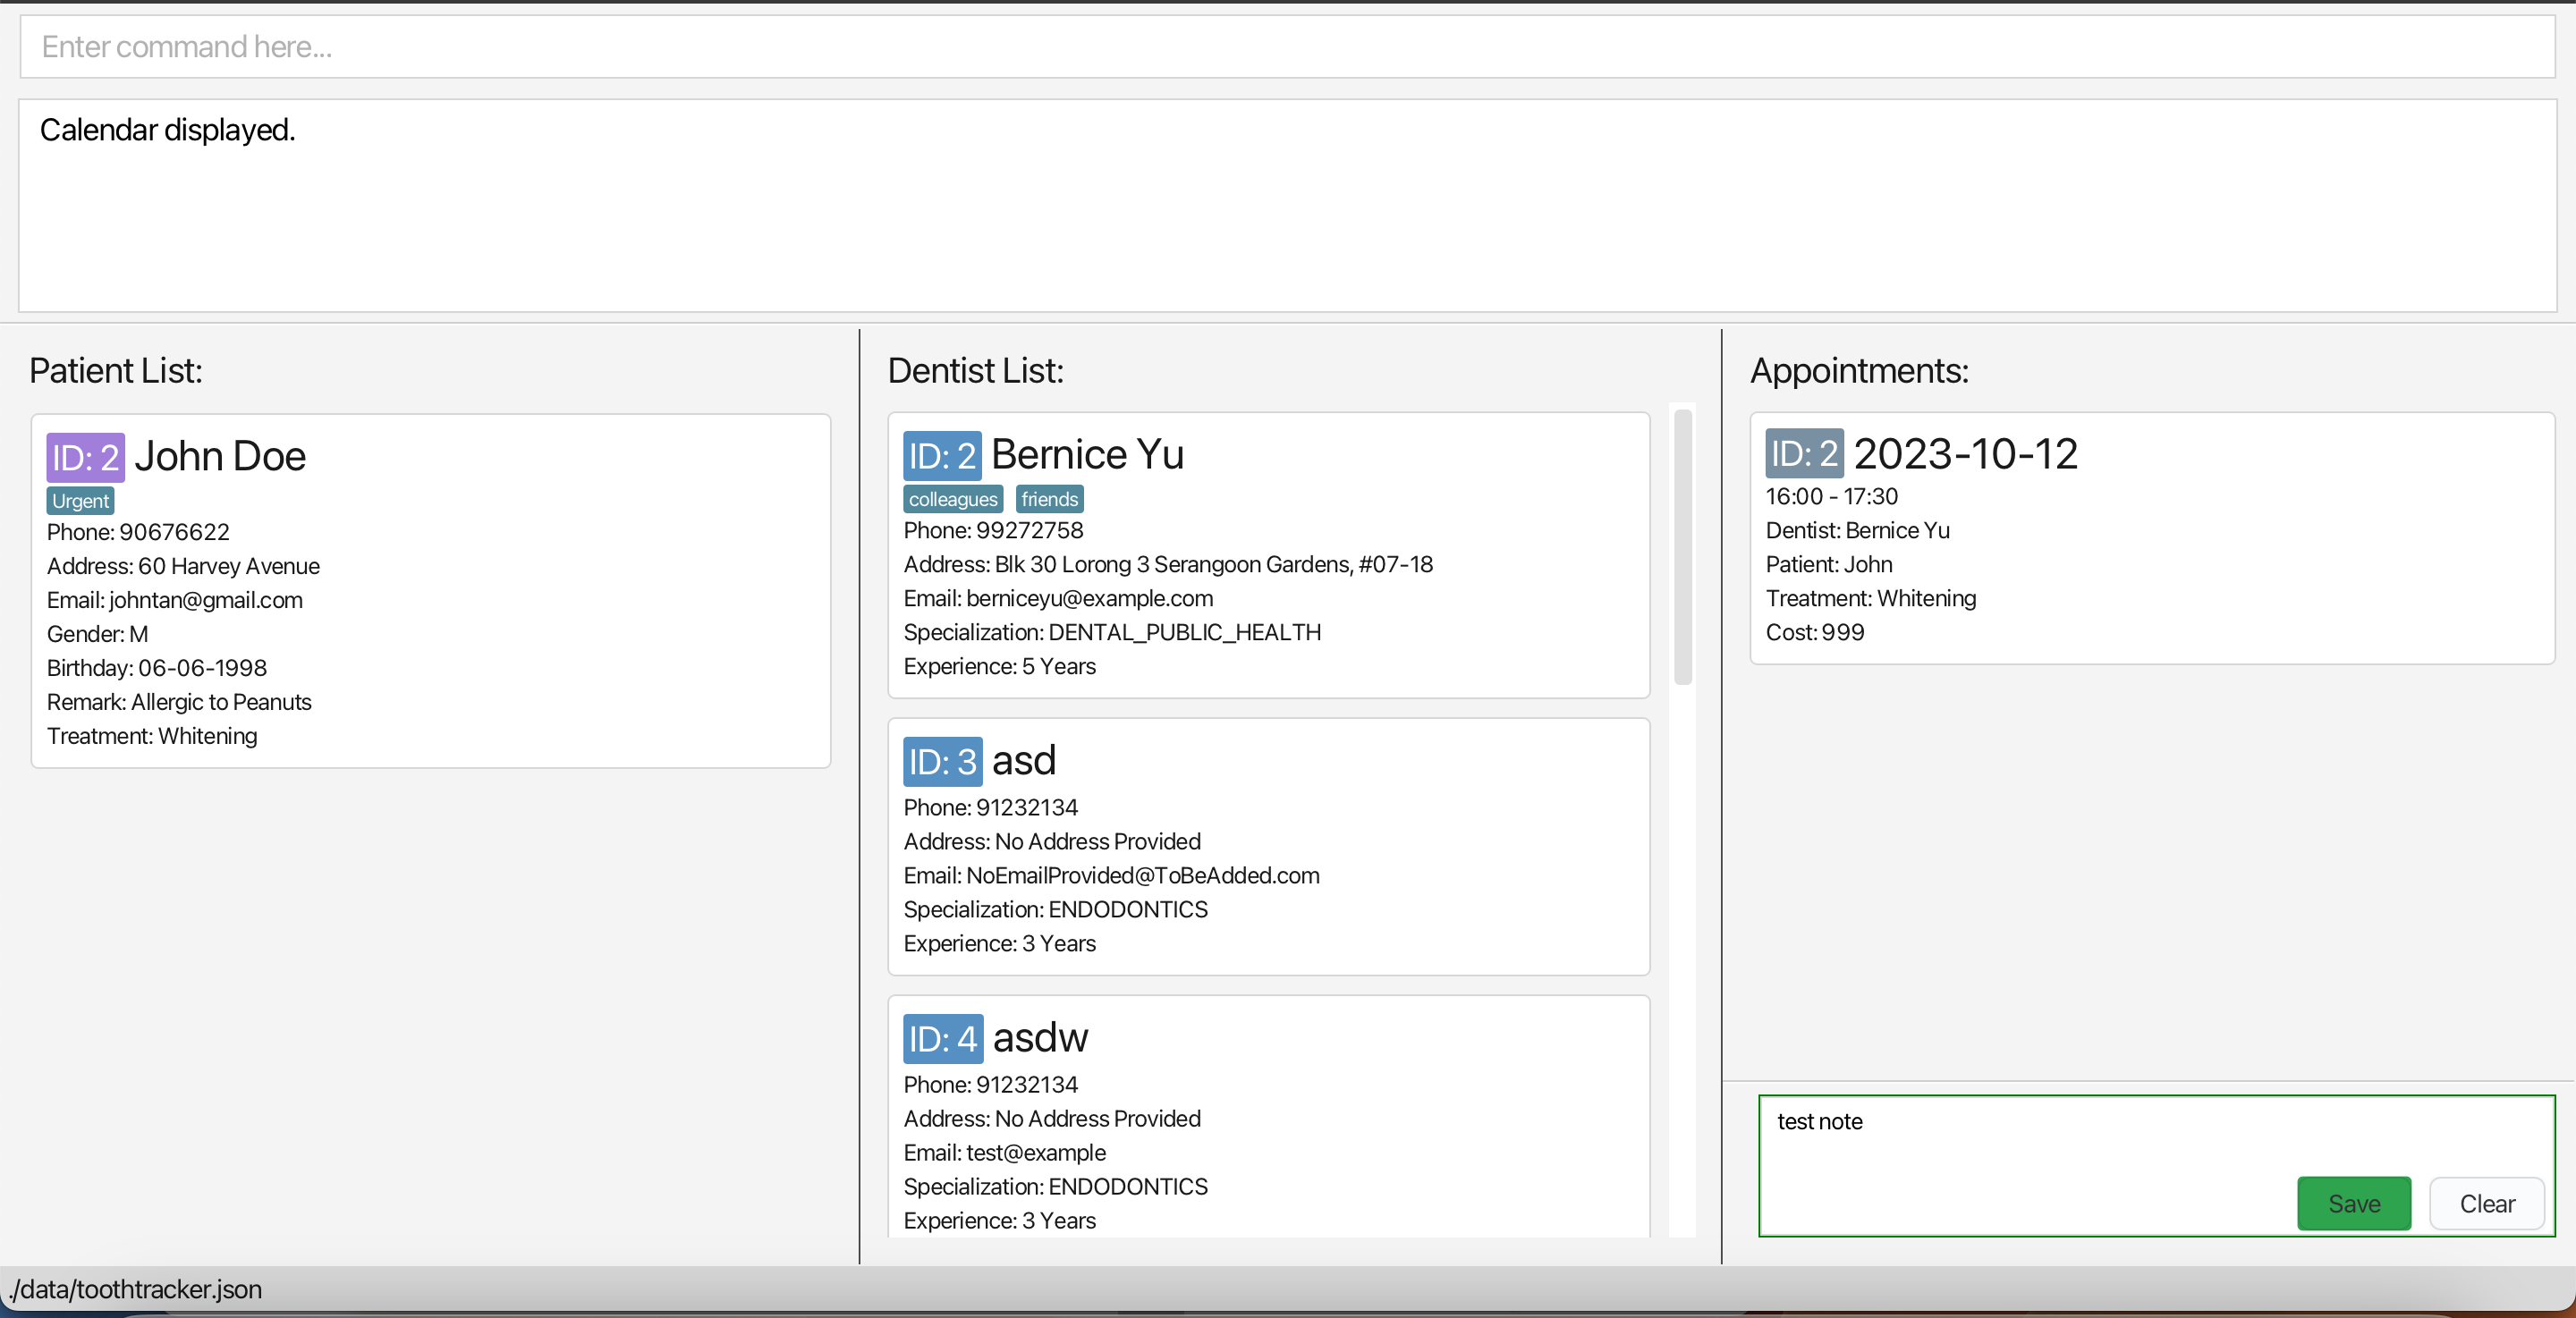 Enter command here...
Calendar displayed.
Patient List:
ID: 2 John Doe
Urgent
Phone: 90676622
Address: 60 Harvey Avenue
Email: johntan@gmail.com
Gender: M
Birthday: 06-06-1998
Remark: Allergic to Peanuts
Treatment: Whitening
Dentist List:
ID: 2 Bernice Yu
colleagues friends
Phone: 99272758
Address: Blk 30 Lorong 3 Serangoon Gardens, #07-18
Email: berniceyu@example.com
Specialization: DENTAL_PUBLIC_HEALTH
Experience: 5 Years
ID: 3 asd
Phone: 91232134
Address: No Address Provided
Email: NoEmailProvided@ToBeAdded.com
Specialization: ENDODONTICS
Experience: 3 Years
ID: 4 asdw
Phone: 91232134
Address: No Address Provided
Email: test@example
Specialization: ENDODONTICS
Experience: 3 Years
Appointments:
ID: 2 2023-10-12
16:00 - 17:30
Dentist: Bernice Yu
Patient: John
Treatment: Whitening
Cost: 999
test note
Save Clear
./data/toothtracker.json